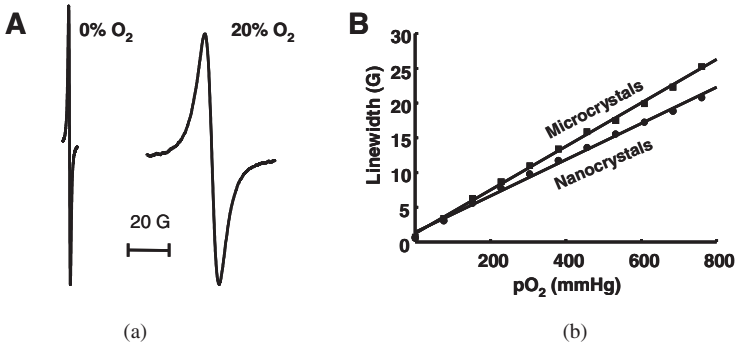 A
0% O2
20% O2
20 G
(a)
B
Linewidth (G)
30
25
20
15
10
5
0
Microcrystals
Nanocrystals
200
400
600
800
pO2 (mmHg)
(b)